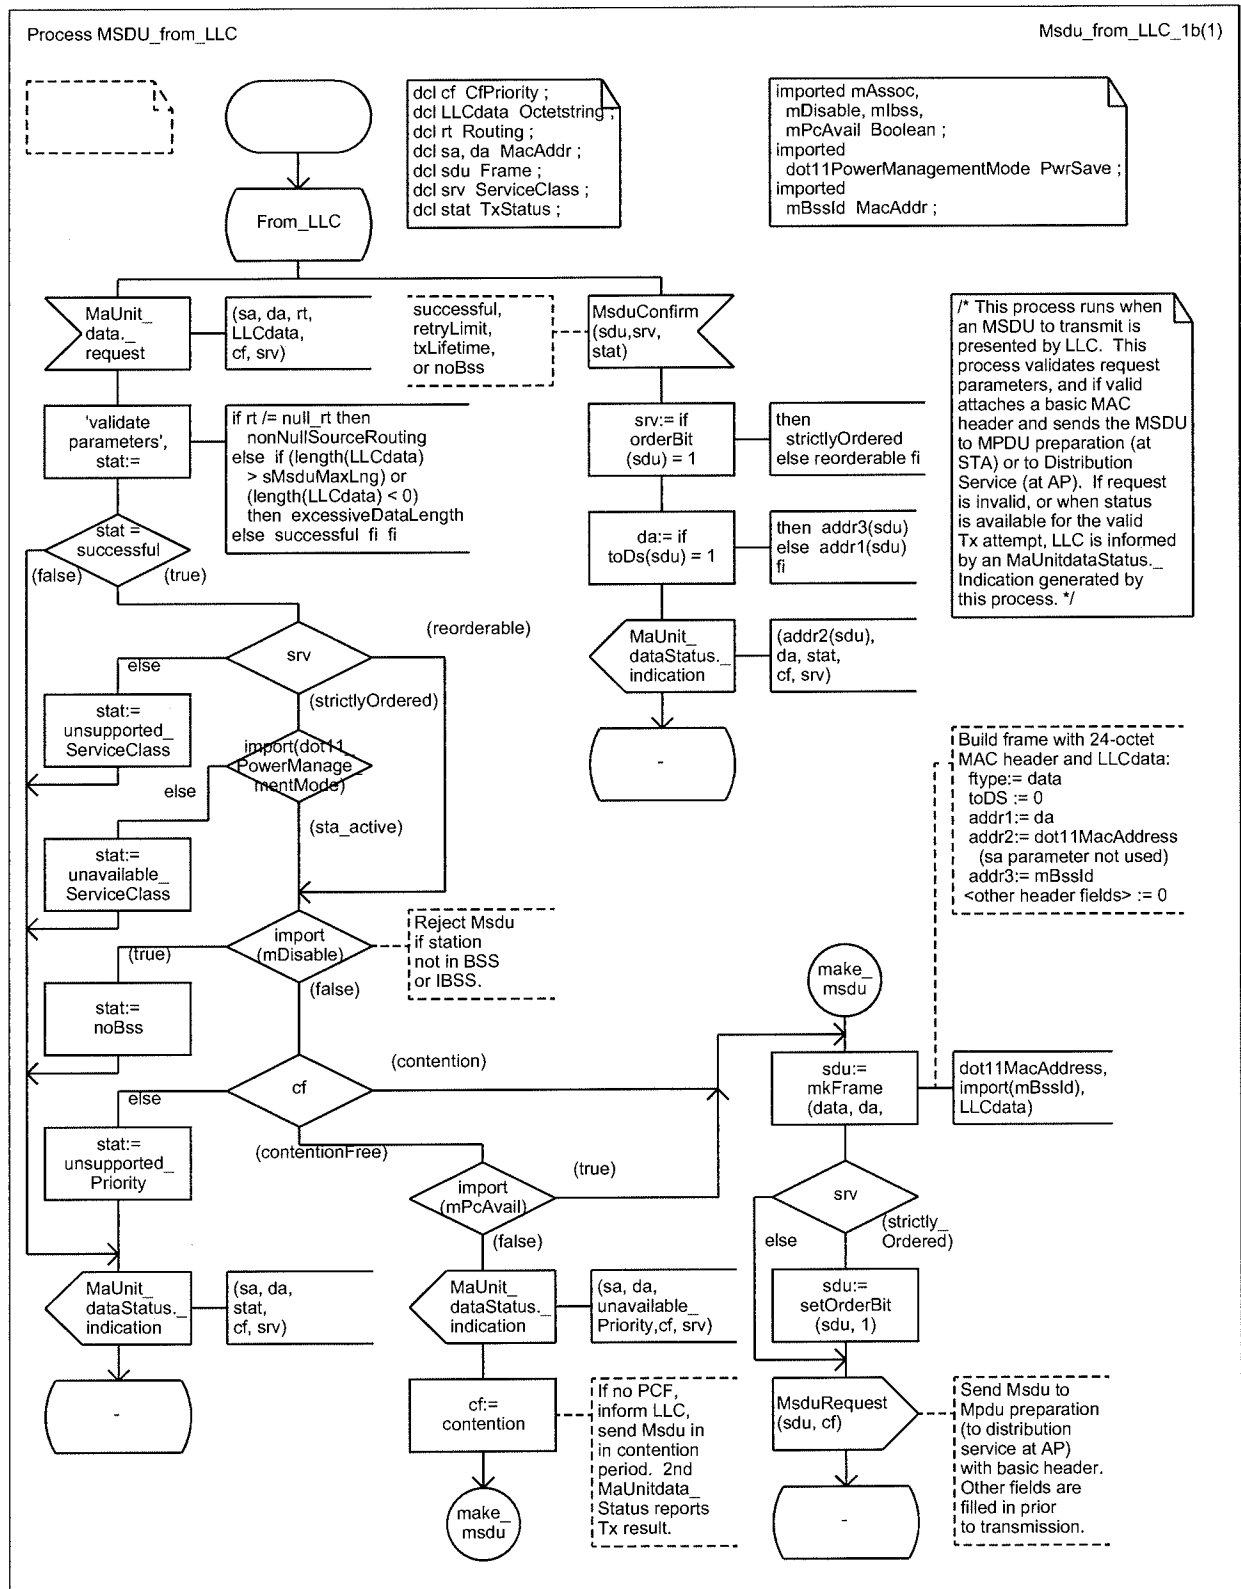 Process MSDU_from_LLC
Msdu_from_LLC_1b(1)
dcl cf CfPriority ;
dcl LLCdata Octetstring ;
dcl rt Routing ;
dcl sa, da MacAddr ;
dcl sdu Frame ;
dcl srv ServiceClass ;
dcl stat TxStatus ;
imported mAssoc,
mDisable, mIbss,
mPcAvail Boolean ;
imported
dot11PowerManagementMode PwrSave ;
imported
mBssId MacAddr ;
From_LLC
MaUnit_
data._
request
(sa, da, rt,
LLCdata,
cf, srv)
successful,
retryLimit,
txLifetime,
or noBss
MsduConfirm
(sdu,srv,
stat)
/* This process runs when
an MSDU to transmit is
presented by LLC. This
process validates request
parameters, and if valid
attaches a basic MAC
header and sends the MSDU
to MPDU preparation (at
STA) or to Distribution
Service (at AP). If request
is invalid, or when status
is available for the valid
Tx attempt, LLC is informed
by an MaUnitdataStatus._
Indication generated by
this process. */
'validate
parameters',
stat:=
if rt /= null_rt then
nonNullSourceRouting
else if (length(LLCdata)
> sMsduMaxLng) or
(length(LLCdata) < 0)
then excessiveDataLength
else successful fi fi
srv:= if
orderBit
(sdu) = 1
then
strictlyOrdered
else reorderable fi
stat =
successful
(false)
(true)
da:= if
toDs(sdu) = 1
then addr3(sdu)
else addr1(sdu)
fi
srv
(reorderable)
else
(strictlyOrdered)
MaUnit_
dataStatus._
indication
(addr2(sdu),
da, stat,
cf, srv)
-
stat:=
unsupported_
ServiceClass
import(dot11_
PowerManage_
mentMode)
else
(sta_active)
stat:=
unavailable_
ServiceClass
Build frame with 24-octet
MAC header and LLCdata:
ftype:= data
toDS := 0
addr1:= da
addr2:= dot11MacAddress
(sa parameter not used)
addr3:= mBssId
<other header fields> := 0
import
(mDisable)
(true)
(false)
Reject Msdu
if station
not in BSS
or IBSS.
stat:=
noBss
make_
msdu
cf
(contention)
else
(contentionFree)
sdu:=
mkFrame
(data, da,
dot11MacAddress,
import(mBssId),
LLCdata)
stat:=
unsupported_
Priority
import
(mPcAvail)
(true)
(false)
srv
else
(strictly_
Ordered)
MaUnit_
dataStatus._
indication
(sa, da,
stat,
cf, srv)
MaUnit_
dataStatus._
indication
(sa, da,
unavailable_
Priority,cf, srv)
sdu:=
setOrderBit
(sdu, 1)
-
cf:=
contention
If no PCF,
inform LLC,
send Msdu in
in contention
period. 2nd
MaUnitdata_
Status reports
Tx result.
MsduRequest
(sdu, cf)
Send Msdu to
Mpdu preparation
(to distribution
service at AP)
with basic header.
Other fields are
filled in prior
to transmission.
make_
msdu
-